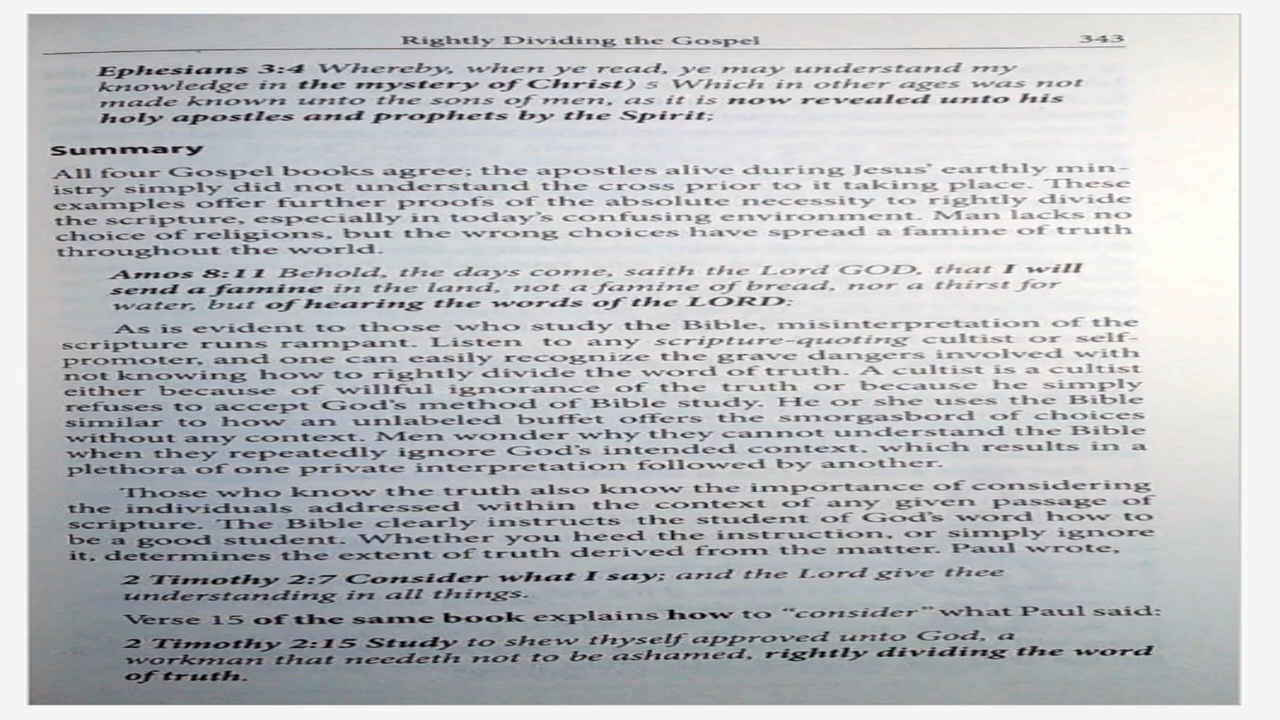 Rightly Dividing the Gospel 343
Ephesians 3:4 Whereby, when ye read, ye may understand my
knowledge in the mystery of Christ) 5 Which in other ages was not
made known unto the sons of men, as it is now revealed unto his
holy apostles and prophets by the Spirit;
Summary
All four Gospel books agree; the apostles alive during Jesus' earthly min-
istry simply did not understand the cross prior to it taking place. These
examples offer further proofs of the absolute necessity to rightly divide
the scripture, especially in today's confusing environment. Man lacks no
choice of religions, but the wrong choices have spread a famine of truth
throughout the world.
Amos 8:11 Behold, the days come, saith the Lord GOD, that I will
send a famine in the land, not a famine of bread, nor a thirst for
water, but of hearing the words of the LORD:
As is evident to those who study the Bible, misinterpretation of the
scripture runs rampant. Listen to any scripture-quoting cultist or self-
promoter, and one can easily recognize the grave dangers involved with
not knowing how to rightly divide the word of truth. A cultist is a cultist
either because of willful ignorance of the truth or because he simply
refuses to accept God's method of Bible study. He or she uses the Bible
similar to how an unlabeled buffet offers the smorgasbord of choices
without any context. Men wonder why they cannot understand the Bible
when they repeatedly ignore God's intended context, which results in a
plethora of one private interpretation followed by another.
Those who know the truth also know the importance of considering
the individuals addressed within the context of any given passage of
scripture. The Bible clearly instructs the student of God's word how to
be a good student. Whether you heed the instruction, or simply ignore
it, determines the extent of truth derived from the matter. Paul wrote,
2 Timothy 2:7 Consider what I say; and the Lord give thee
understanding in all things.
Verse 15 of the same book explains how to "consider" what Paul said:
2 Timothy 2:15 Study to shew thyself approved unto God, a
workman that needeth not to be ashamed, rightly dividing the word
of truth.